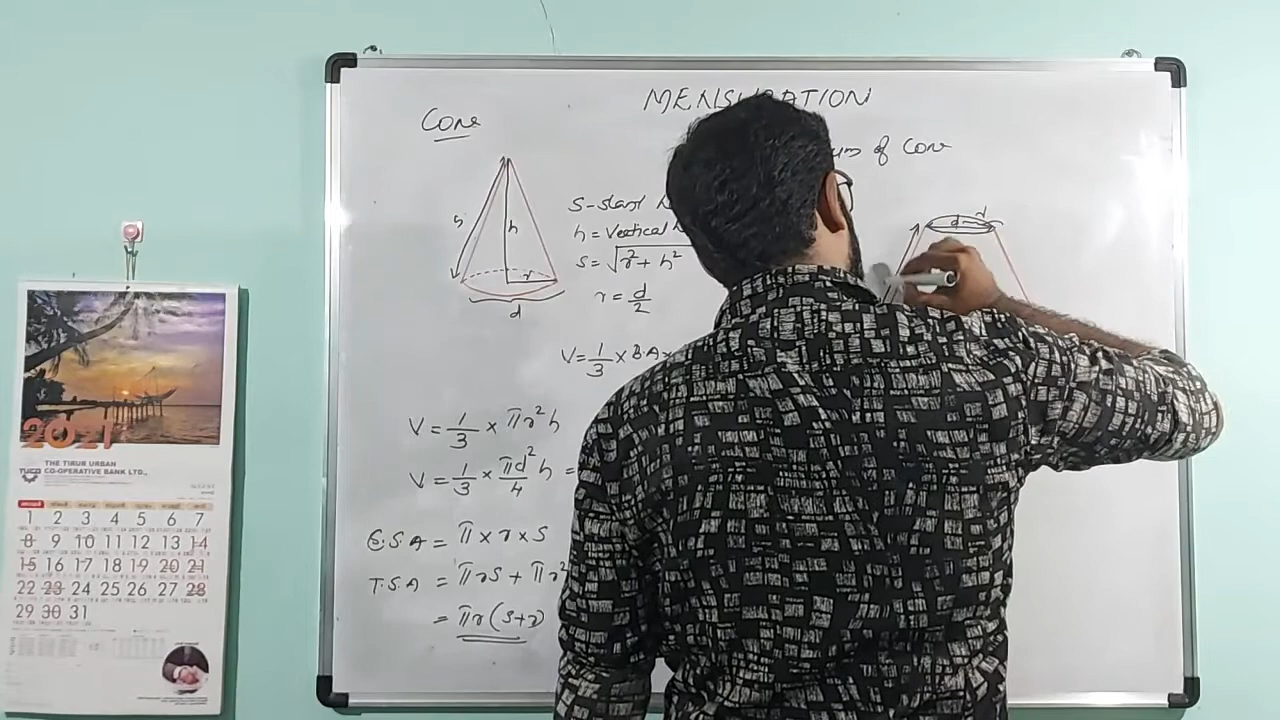 MENSURATION
Cone
of Cone
S
h
r
d
S-slant
h = Vertical
S = √r²+h²
r = d/2
d
r
V = 1/3 × B.A ×
V = 1/3 × πr²h
V = 1/3 × πd²/4 h =
C.S.A = π×r×s
T.S.A = πrs + πr²
= πr(s+r)
2021
THE TIRUR URBAN
TUCB CO-OPERATIVE BANK LTD.,
1 2 3 4 5 6 7
8 9 10 11 12 13 14
15 16 17 18 19 20 21
22 23 24 25 26 27 28
29 30 31